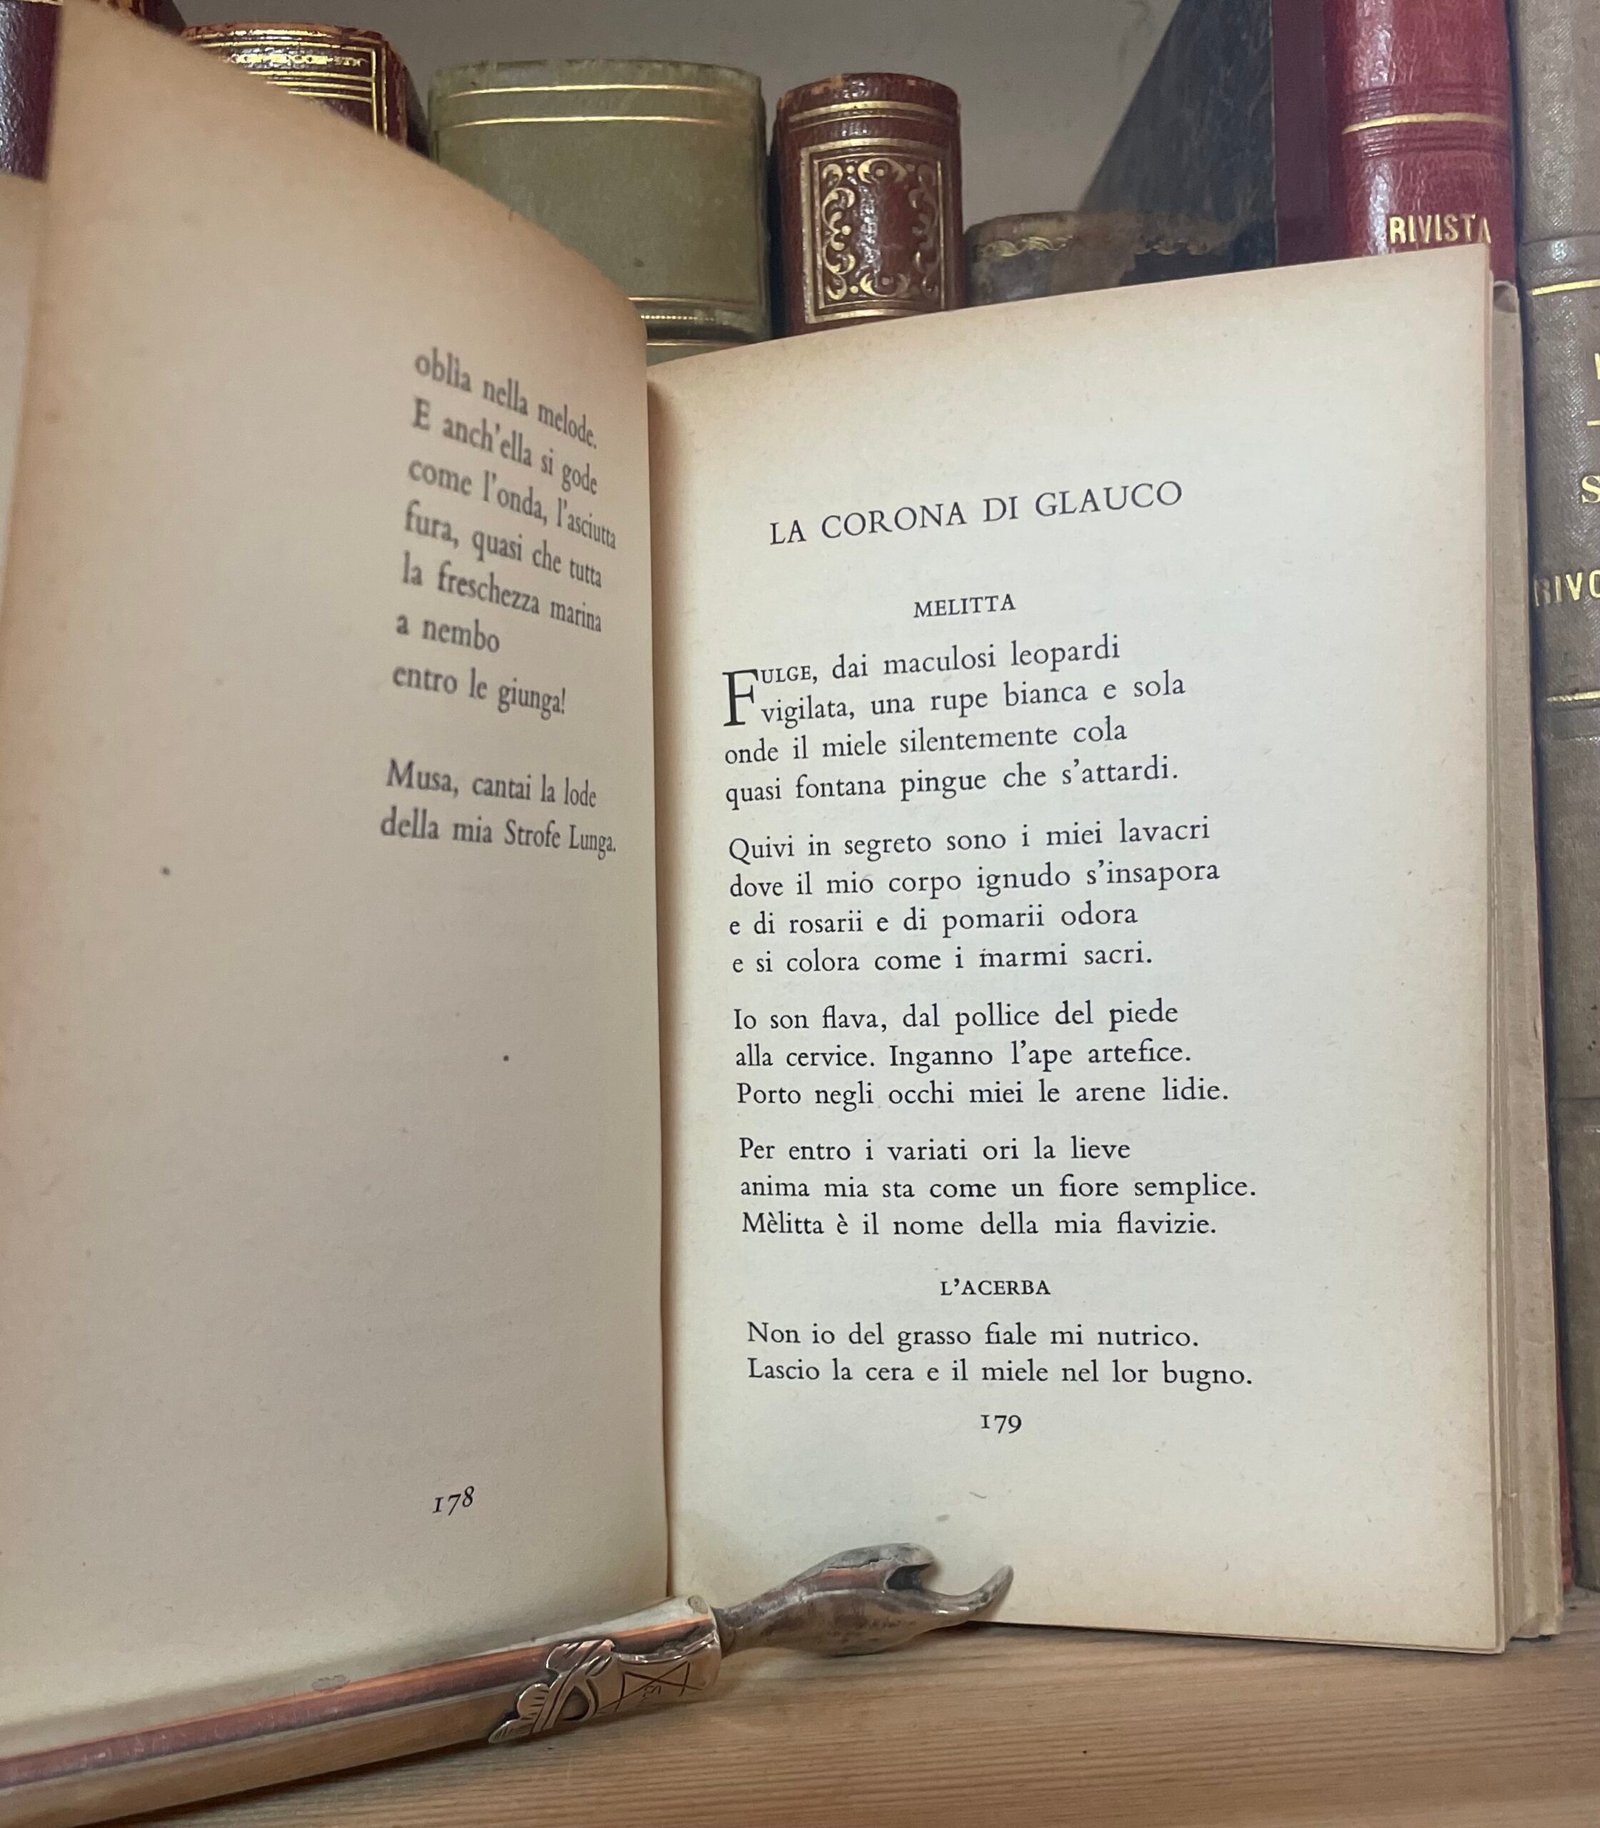 oblìa nella melode.
E anch'ella si gode
come l'onda, l'asciutta
fura, quasi che tutta
la freschezza marina
a nembo
entro le giunga!
Musa, cantai la lode
della mia Strofe Lunga.
178
LA CORONA DI GLAUCO
MELITTA
FULGE, dai maculosi leopardi
vigilata, una rupe bianca e sola
onde il miele silentemente cola
quasi fontana pingue che s'attardi.
Quivi in segreto sono i miei lavacri
dove il mio corpo ignudo s'insapora
e di rosarii e di pomarii odora
e si colora come i marmi sacri.
Io son flava, dal pollice del piede
alla cervice. Inganno l'ape artefice.
Porto negli occhi miei le arene lidie.
Per entro i variati ori la lieve
anima mia sta come un fiore semplice.
Mèlitta è il nome della mia flavizie.
L'ACERBA
Non io del grasso fiale mi nutrico.
Lascio la cera e il miele nel lor bugno.
179
RIVISTA